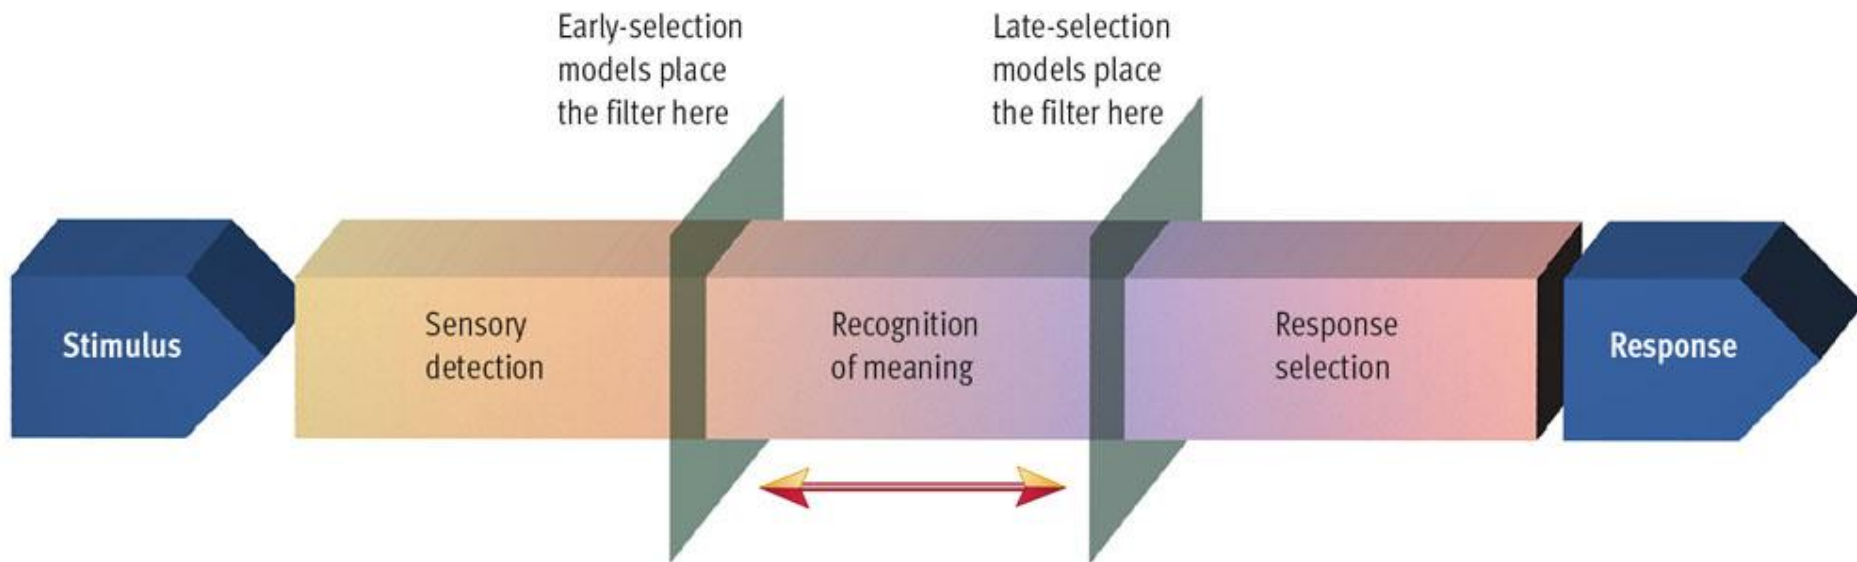 Early-selection
models place
the filter here
Late-selection
models place
the filter here
Stimulus
Sensory
detection
Recognition
of meaning
Response
selection
Response